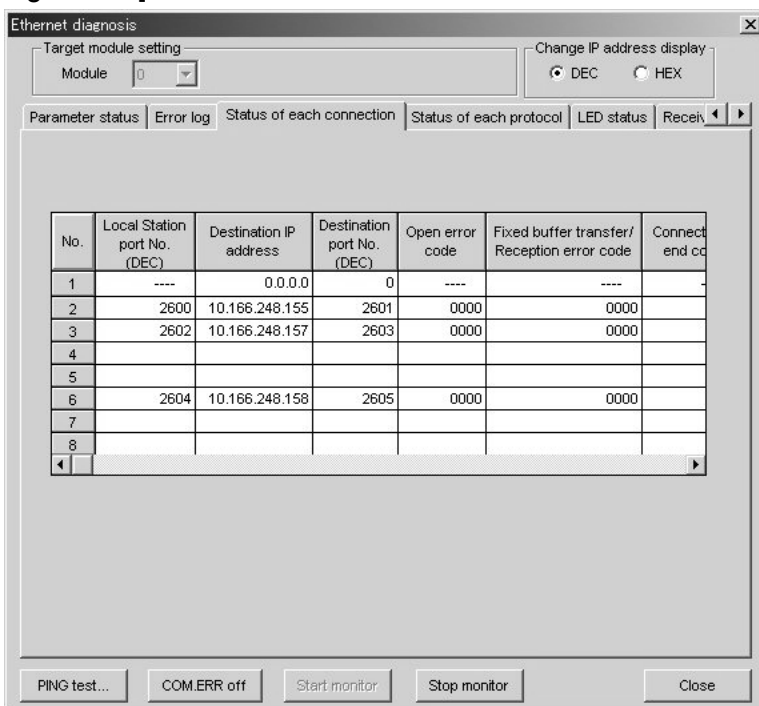 Ethernet diagnosis
Target module setting
Module 0
Change IP address display
DEC HEX
Parameter status Error log Status of each connection Status of each protocol LED status
No. Local Station port No. (DEC) Destination IP address Destination port No. (DEC) Open error code Fixed buffer transfer/ Reception error code Connect end
1 ---- 0.0.0.0 0 ---- ----
2 2600 10.166.248.155 2601 0000 0000
3 2602 10.166.248.157 2603 0000 0000
4
5
6 2604 10.166.248.158 2605 0000 0000
7
8
PING test... COM.ERR off Start monitor Stop monitor Close